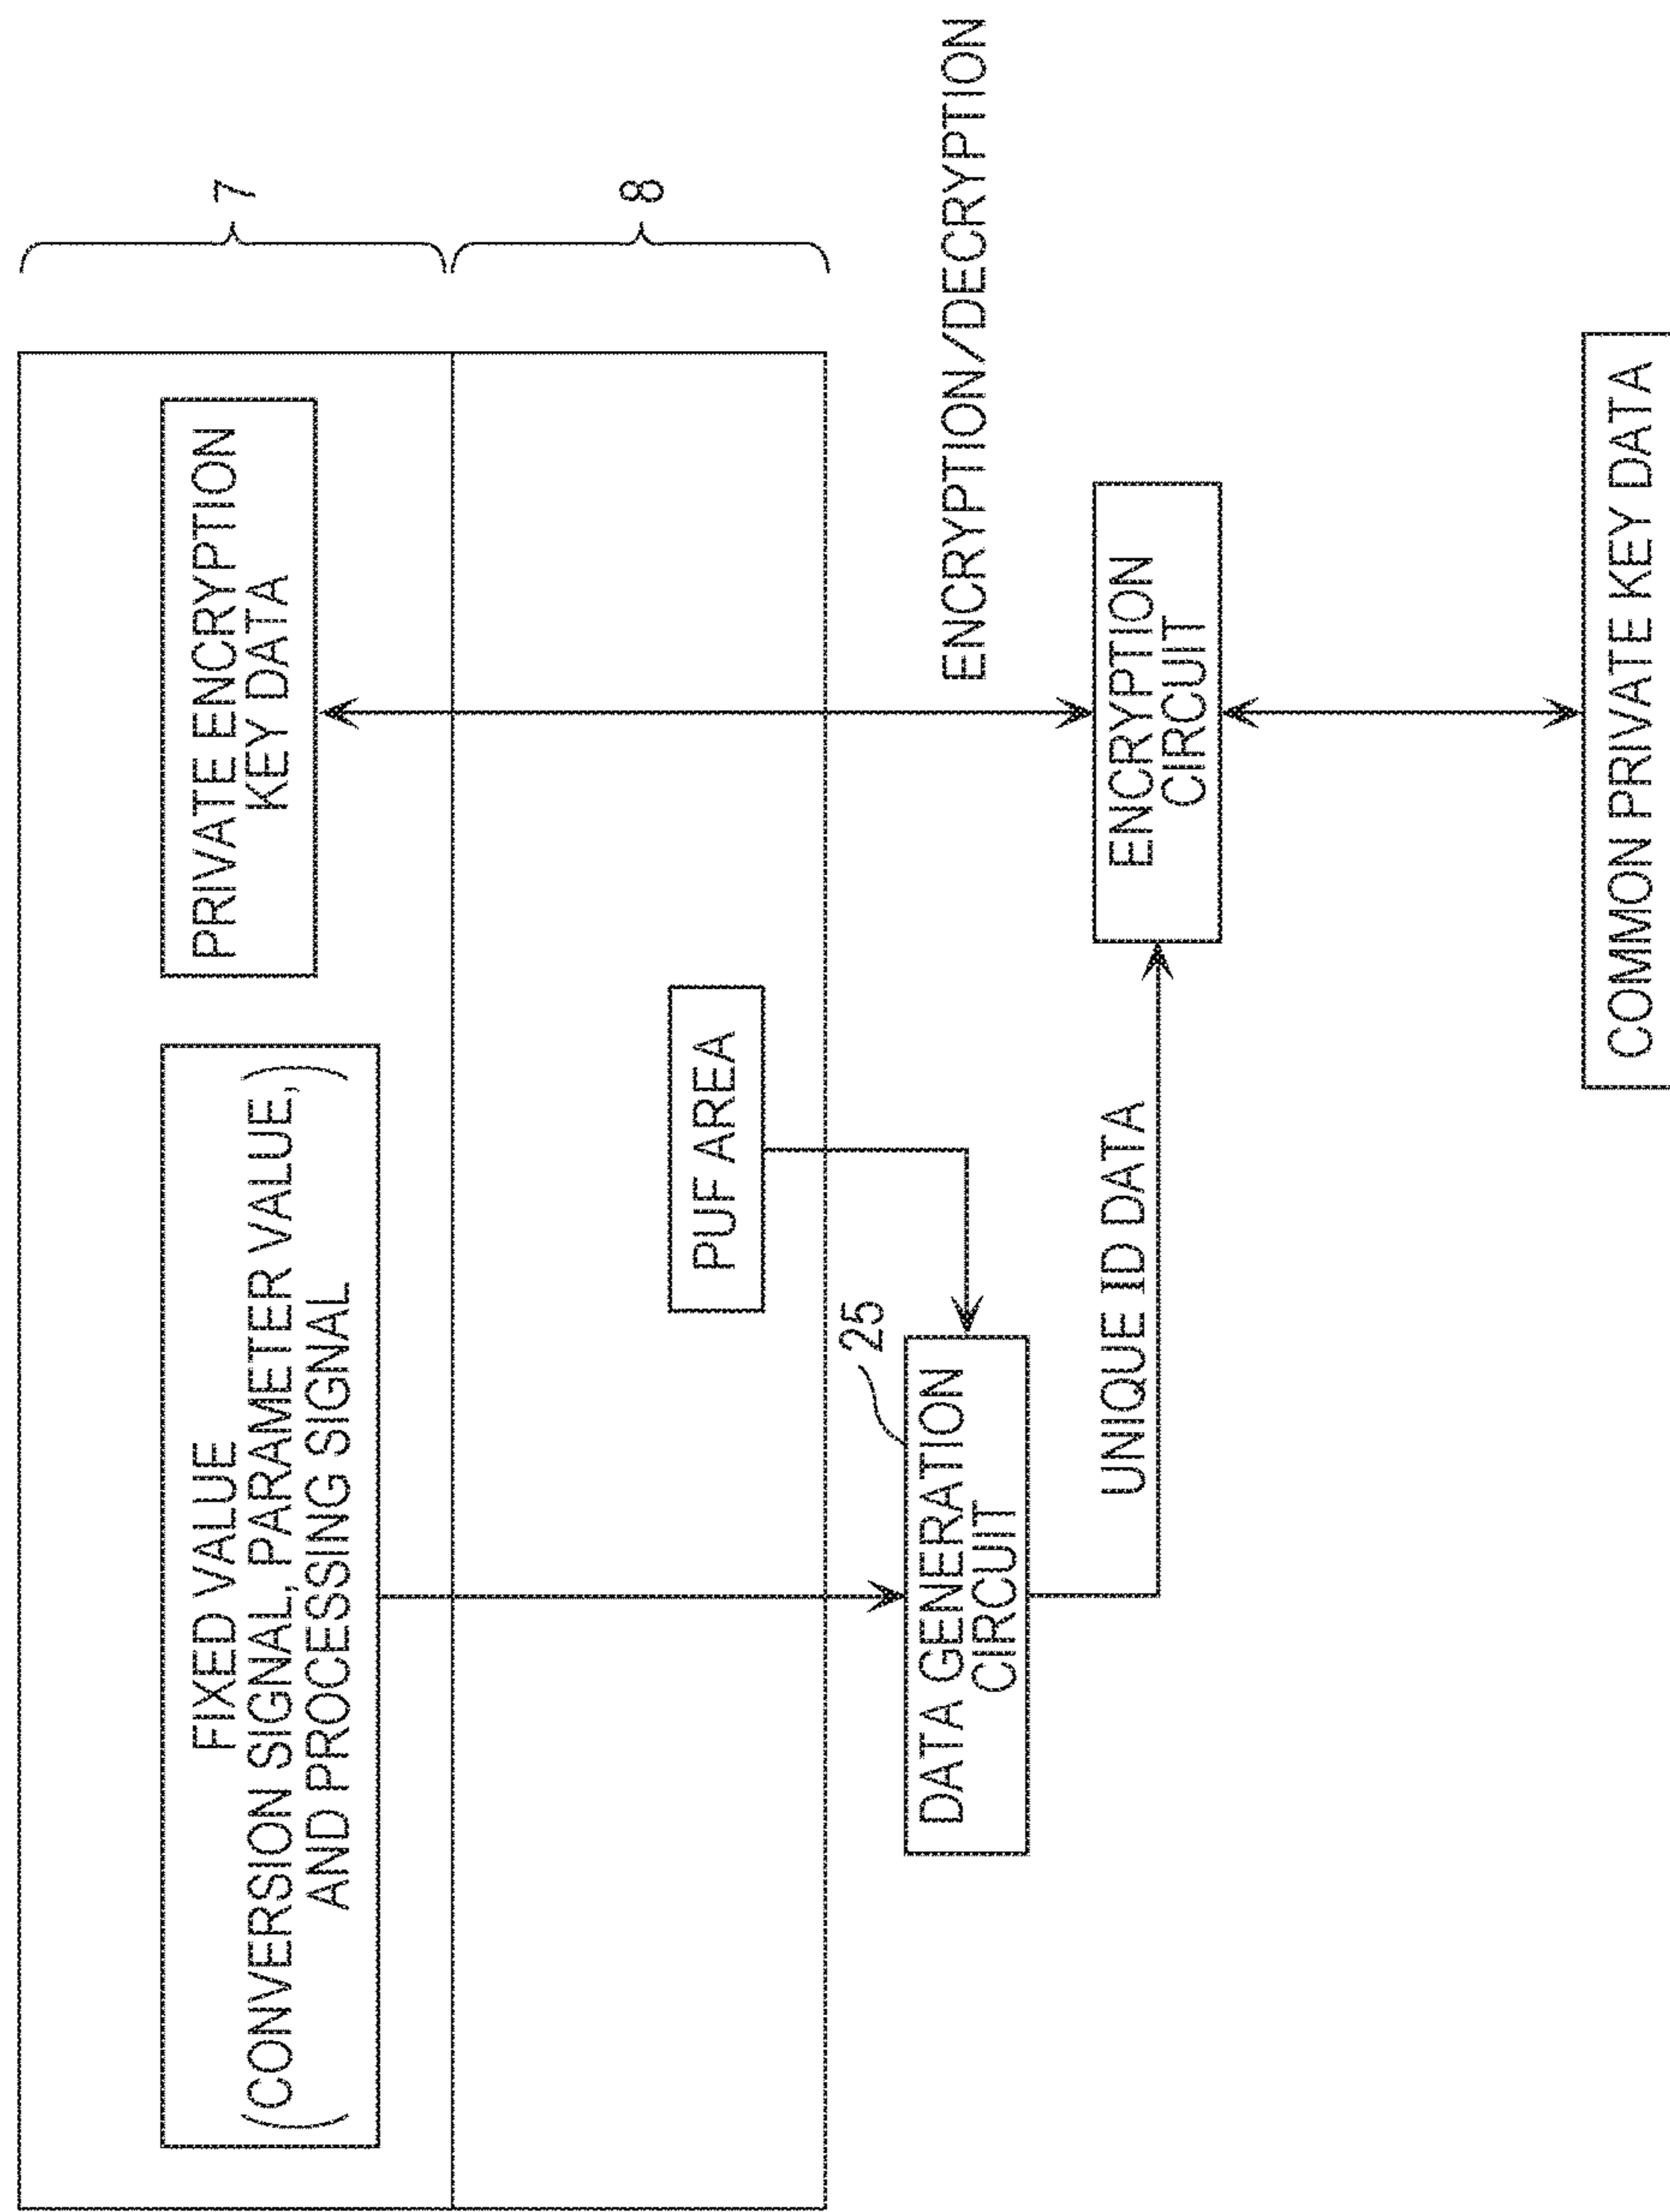 FIXED VALUE
(CONVERSION SIGNAL, PARAMETER VALUE,)
AND PROCESSING SIGNAL
PRIVATE ENCRYPTION
KEY DATA
7
PUF AREA
8
25
DATA GENERATION
CIRCUIT
ENCRYPTION/DECRYPTION
UNIQUE ID DATA
ENCRYPTION
CIRCUIT
COMMON PRIVATE KEY DATA